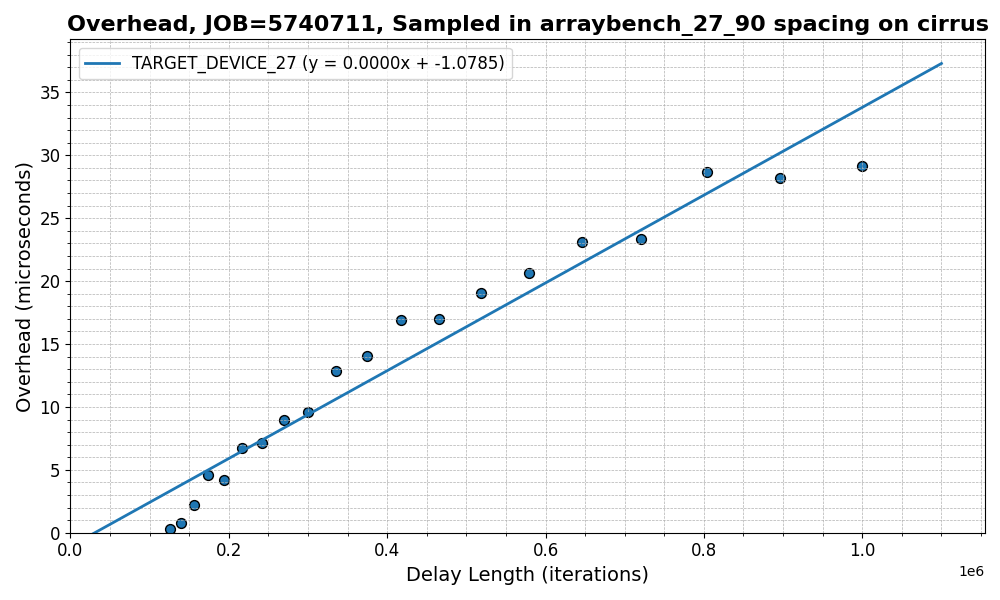 Overhead, JOB=5740711, Sampled in arraybench_27_90 spacing on cirrus
TARGET_DEVICE_27 (y = 0.0000x + -1.0785)
Overhead (microseconds)
35
30
25
20
15
10
5
0
0.0 0.2 0.4 0.6 0.8 1.0
1e6
Delay Length (iterations)